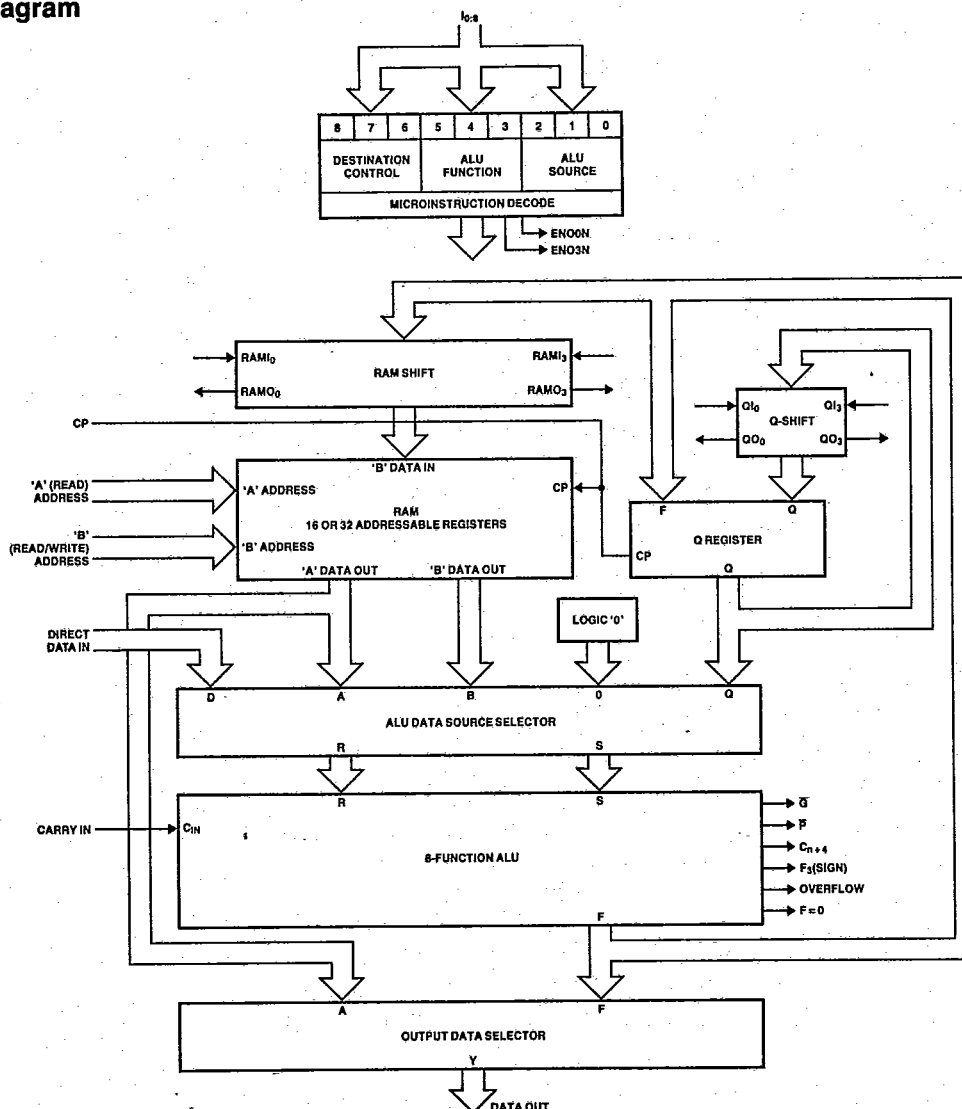 agram
I0:8
8 7 6 5 4 3 2 1 0
DESTINATION CONTROL
ALU FUNCTION
ALU SOURCE
MICROINSTRUCTION DECODE
ENO0N
ENO3N
RAMI0
RAMI3
RAM SHIFT
RAMO0
RAMO3
QI0
QI3
Q-SHIFT
QO0
QO3
CP
'B' DATA IN
'A' (READ)
ADDRESS
'A' ADDRESS
CP
RAM
16 OR 32 ADDRESSABLE REGISTERS
F
Q
Q REGISTER
CP
Q
'B'
(READ/WRITE)
ADDRESS
'B' ADDRESS
'A' DATA OUT
'B' DATA OUT
LOGIC '0'
DIRECT
DATA IN
D A B 0 Q
ALU DATA SOURCE SELECTOR
R S
R S
CARRY IN
CIN
8-FUNCTION ALU
G̅
P̅
Cn+4
F3(SIGN)
OVERFLOW
F=0
F
A F
OUTPUT DATA SELECTOR
Y
DATA OUT